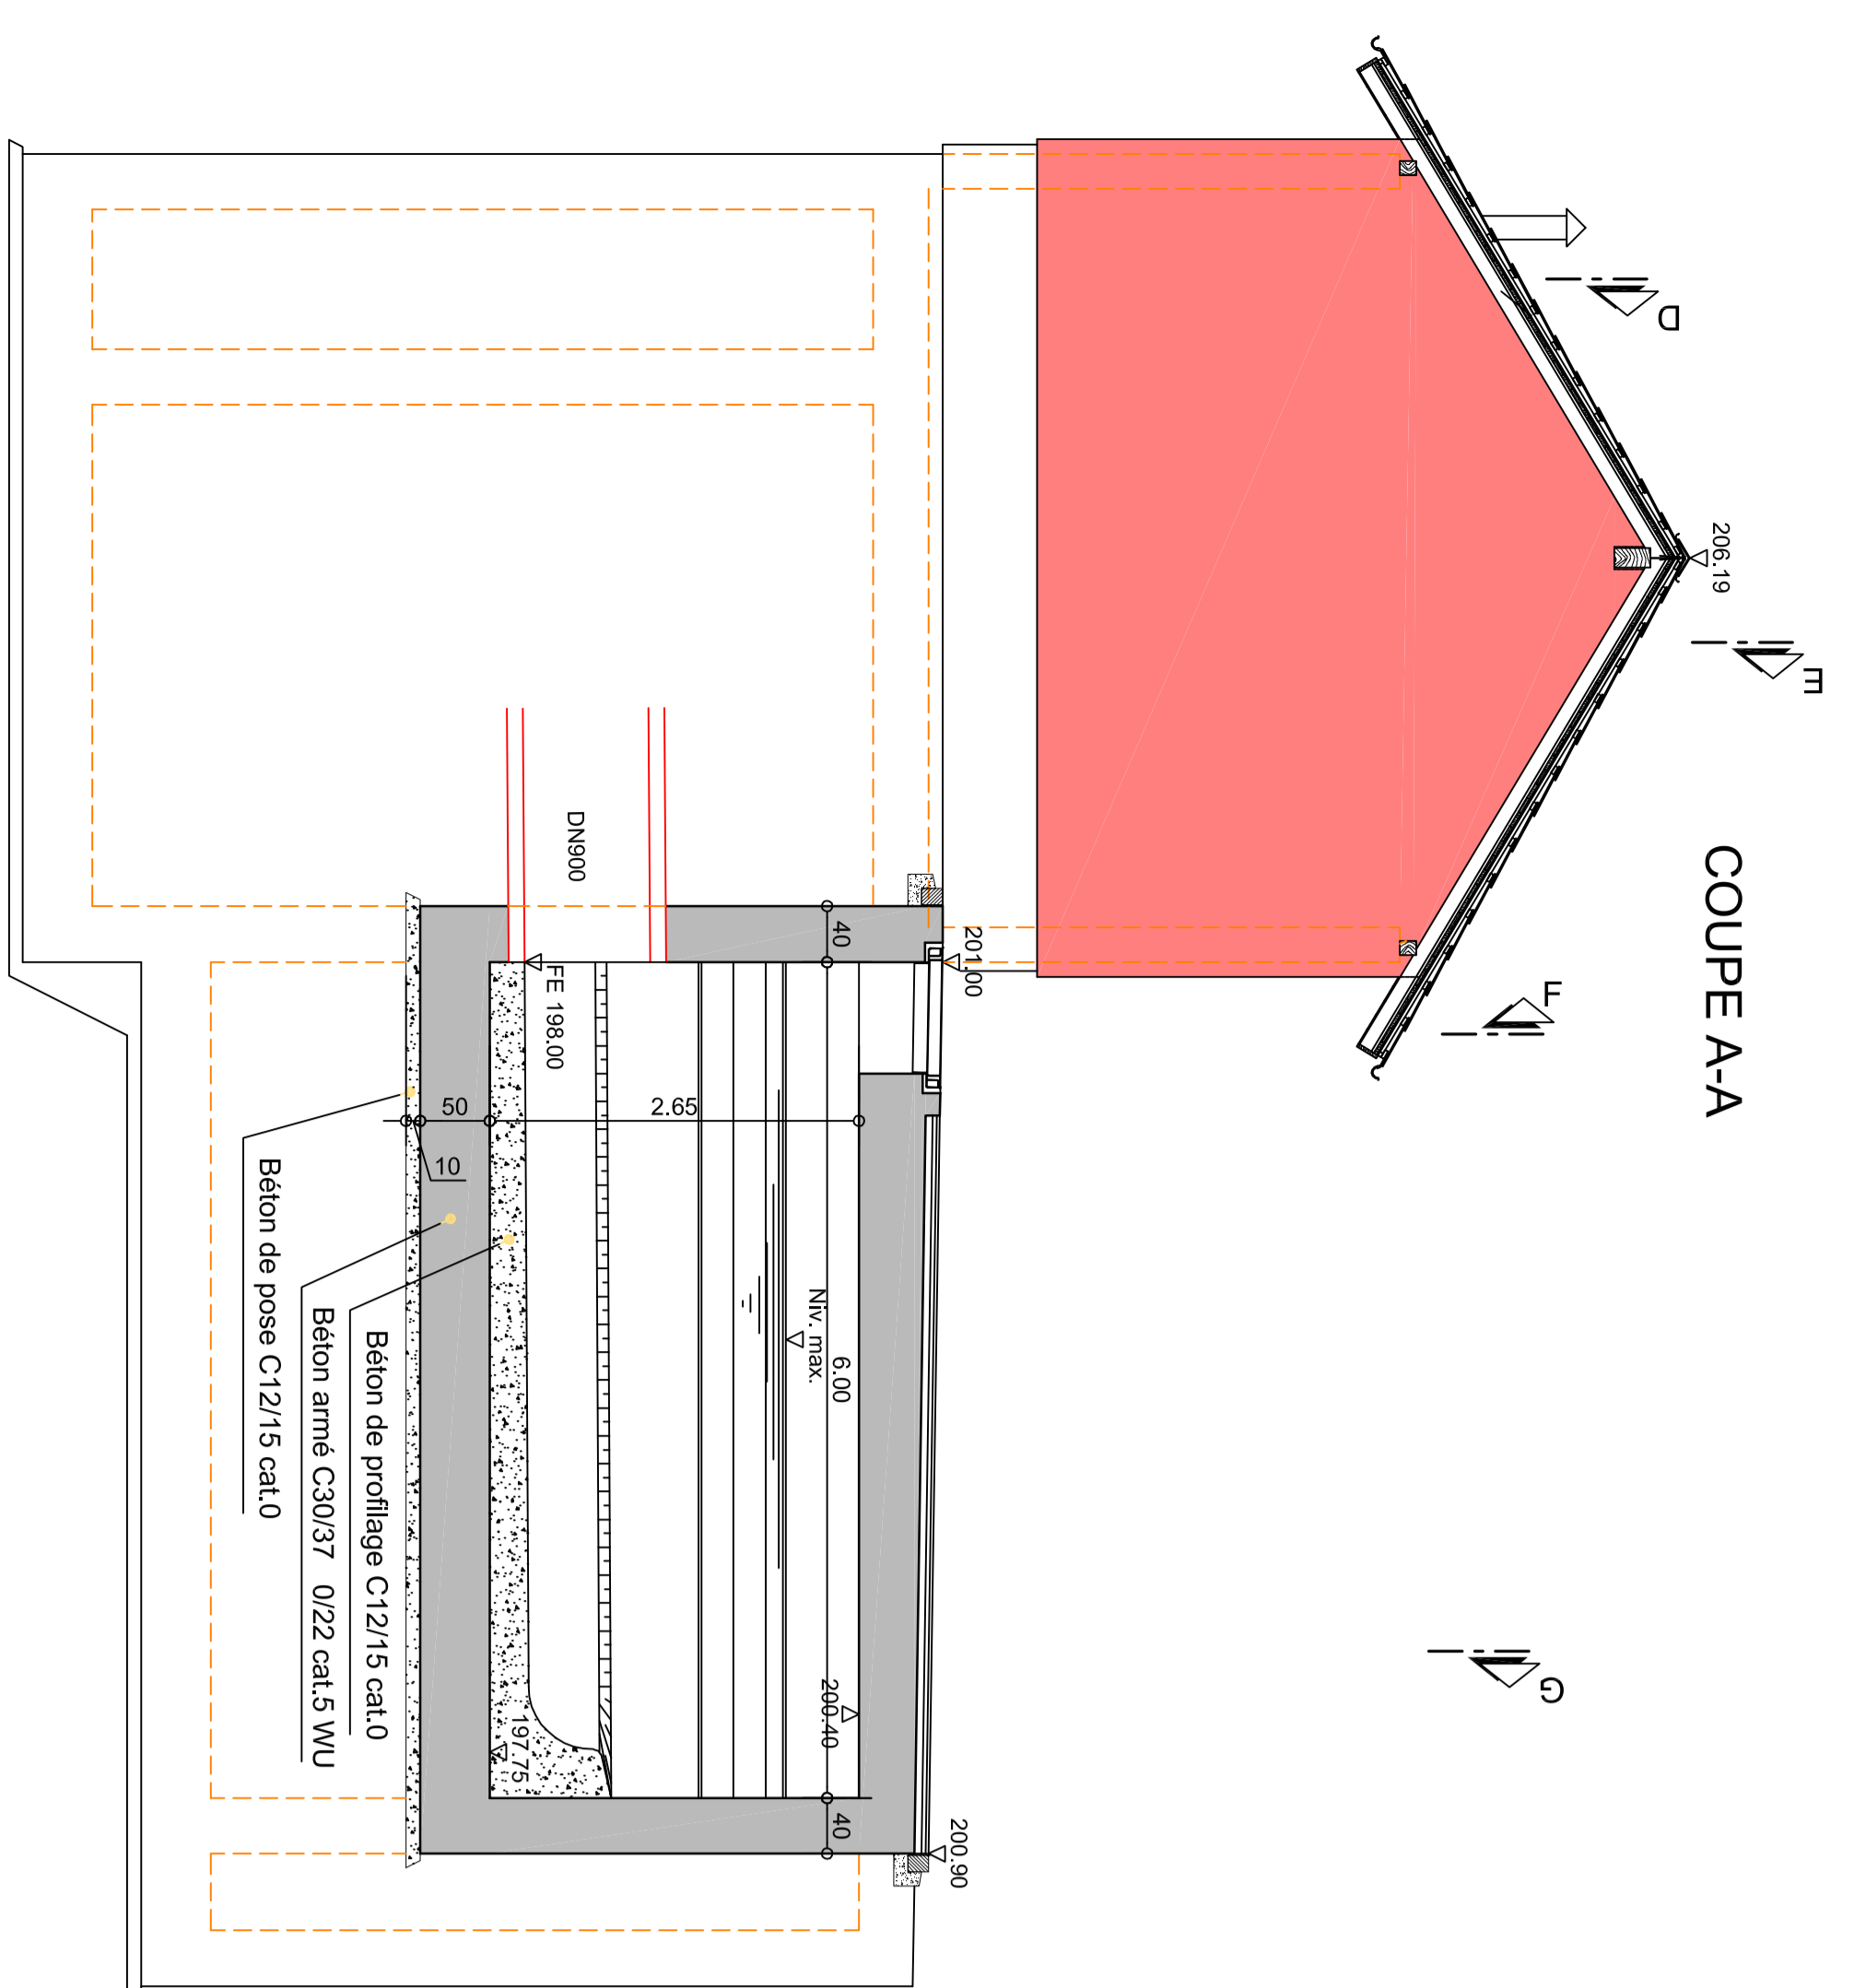 COUPE A-A
D
E
F
G
206.19
201.00
200.90
40
6.00
40
200.40
Niv. max.
DN900
FE 198.00
2.65
50
10
197.75
Béton de profilage C12/15 cat.0
Béton armé C30/37 0/22 cat.5 WU
Béton de pose C12/15 cat.0